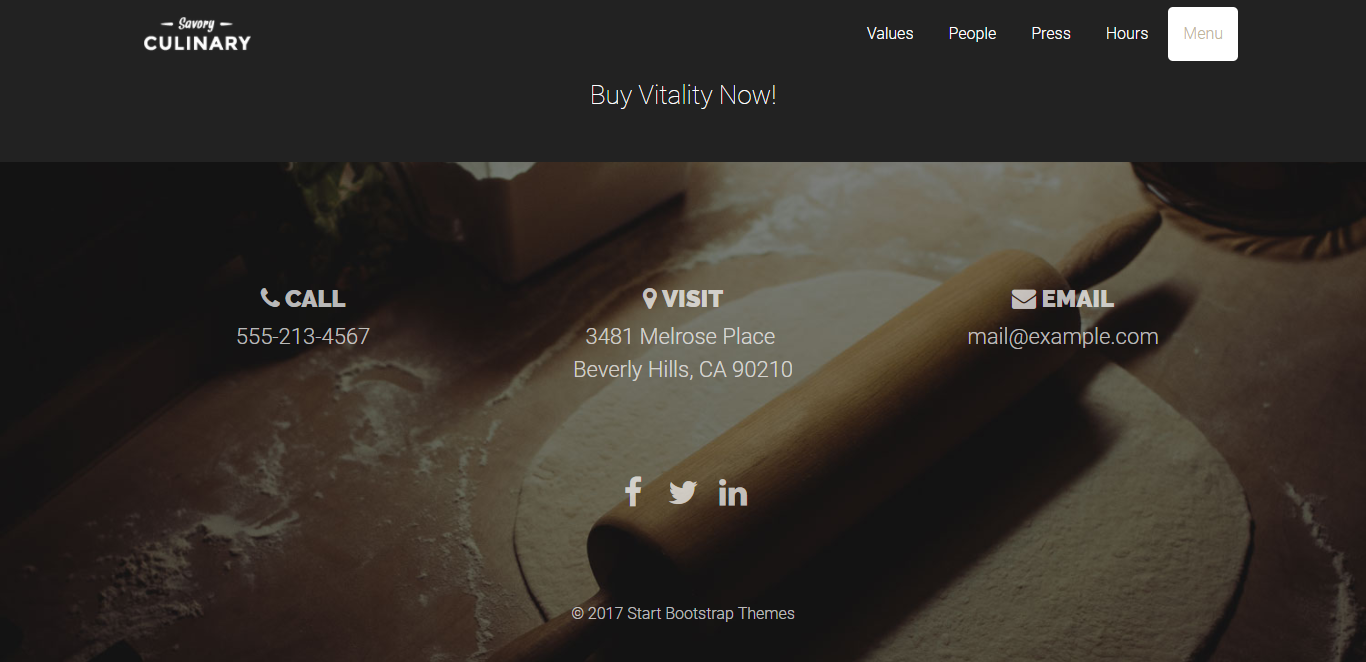 Savory
CULINARY
Values
People
Press
Hours
Menu
Buy Vitality Now!
CALL
555-213-4567
VISIT
3481 Melrose Place
Beverly Hills, CA 90210
EMAIL
mail@example.com
© 2017 Start Bootstrap Themes